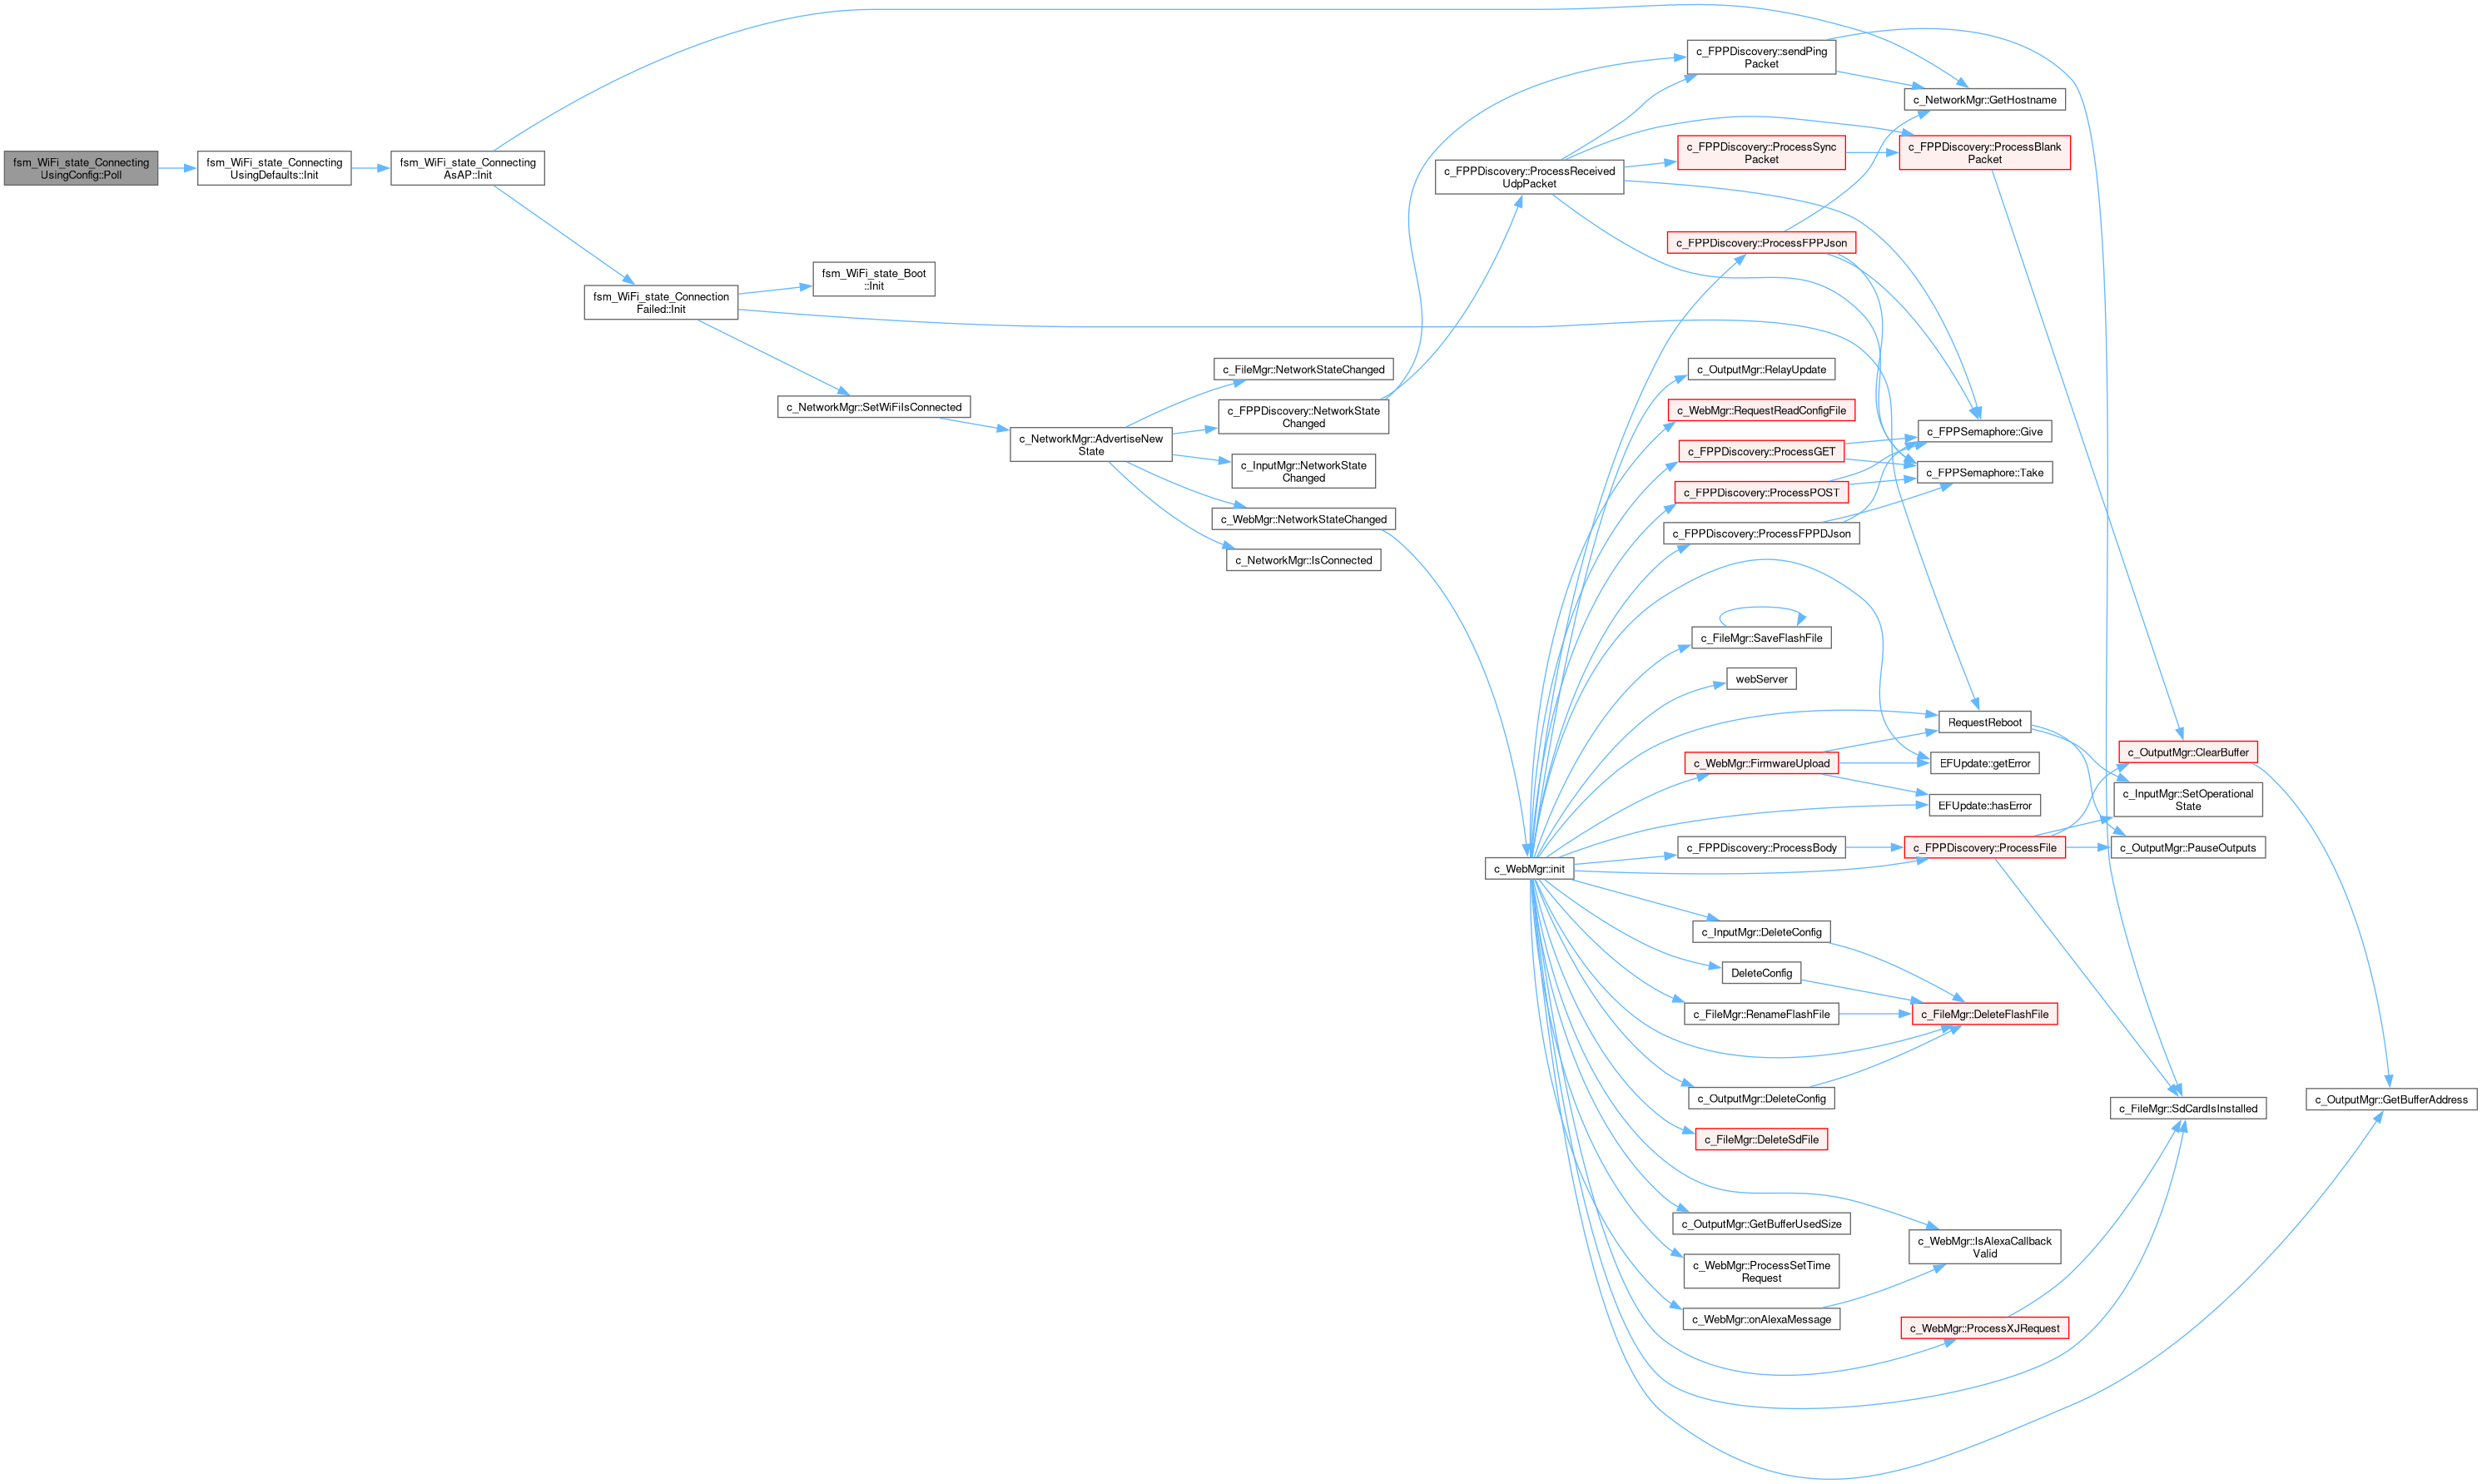 fsm_WiFi_state_Connecting
UsingConfig::Poll
fsm_WiFi_state_Connecting
UsingDefaults::Init
fsm_WiFi_state_Connecting
AsAP::Init
fsm_WiFi_state_Connection
Failed::Init
fsm_WiFi_state_Boot
::Init
c_NetworkMgr::SetWiFiIsConnected
c_NetworkMgr::AdvertiseNew
State
c_FileMgr::NetworkStateChanged
c_FPPDiscovery::NetworkState
Changed
c_InputMgr::NetworkState
Changed
c_WebMgr::NetworkStateChanged
c_NetworkMgr::IsConnected
c_FPPDiscovery::ProcessReceived
UdpPacket
c_WebMgr::init
c_FPPDiscovery::sendPing
Packet
c_FPPDiscovery::ProcessSync
Packet
c_FPPDiscovery::ProcessFPPJson
c_OutputMgr::RelayUpdate
c_WebMgr::RequestReadConfigFile
c_FPPDiscovery::ProcessGET
c_FPPDiscovery::ProcessPOST
c_FPPDiscovery::ProcessFPPDJson
c_FileMgr::SaveFlashFile
webServer
c_WebMgr::FirmwareUpload
c_FPPDiscovery::ProcessBody
c_InputMgr::DeleteConfig
DeleteConfig
c_FileMgr::RenameFlashFile
c_OutputMgr::DeleteConfig
c_FileMgr::DeleteSdFile
c_OutputMgr::GetBufferUsedSize
c_WebMgr::ProcessSetTime
Request
c_WebMgr::onAlexaMessage
c_NetworkMgr::GetHostname
c_FPPDiscovery::ProcessBlank
Packet
c_FPPSemaphore::Give
c_FPPSemaphore::Take
RequestReboot
EFUpdate::getError
EFUpdate::hasError
c_FPPDiscovery::ProcessFile
c_FileMgr::DeleteFlashFile
c_WebMgr::IsAlexaCallback
Valid
c_WebMgr::ProcessXJRequest
c_OutputMgr::ClearBuffer
c_InputMgr::SetOperational
State
c_OutputMgr::PauseOutputs
c_FileMgr::SdCardIsInstalled
c_OutputMgr::GetBufferAddress